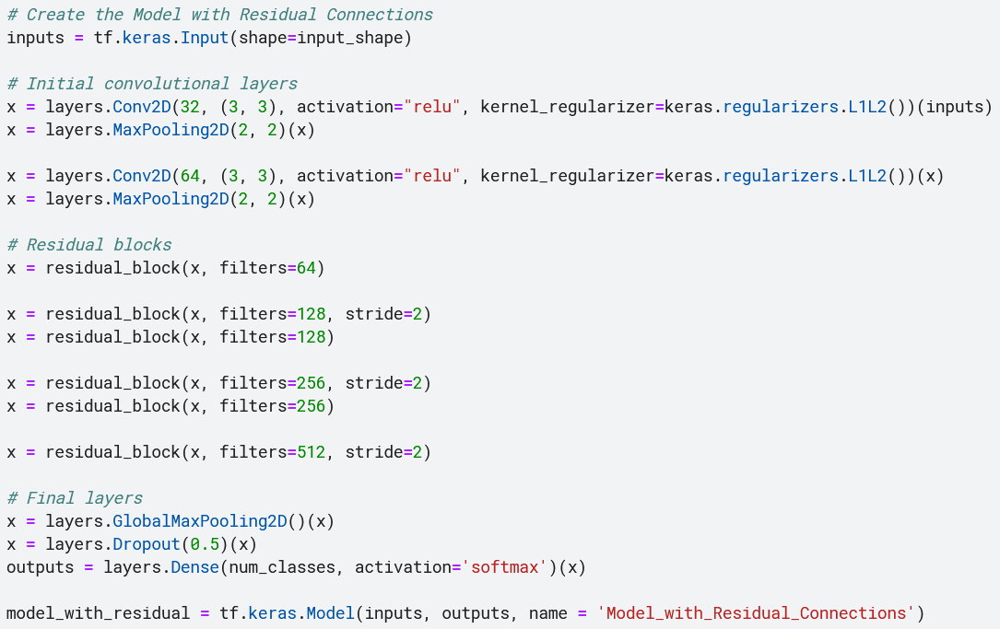 # Create the Model with Residual Connections
inputs = tf.keras.Input(shape=input_shape)
# Initial convolutional layers
x = layers.Conv2D(32, (3, 3), activation="relu", kernel_regularizer=keras.regularizers.L1L2())(inputs)
x = layers.MaxPooling2D(2, 2)(x)
x = layers.Conv2D(64, (3, 3), activation="relu", kernel_regularizer=keras.regularizers.L1L2())(x)
x = layers.MaxPooling2D(2, 2)(x)
# Residual blocks
x = residual_block(x, filters=64)
x = residual_block(x, filters=128, stride=2)
x = residual_block(x, filters=128)
x = residual_block(x, filters=256, stride=2)
x = residual_block(x, filters=256)
x = residual_block(x, filters=512, stride=2)
# Final layers
x = layers.GlobalMaxPooling2D()(x)
x = layers.Dropout(0.5)(x)
outputs = layers.Dense(num_classes, activation='softmax')(x)
model_with_residual = tf.keras.Model(inputs, outputs, name = 'Model_with_Residual_Connections')